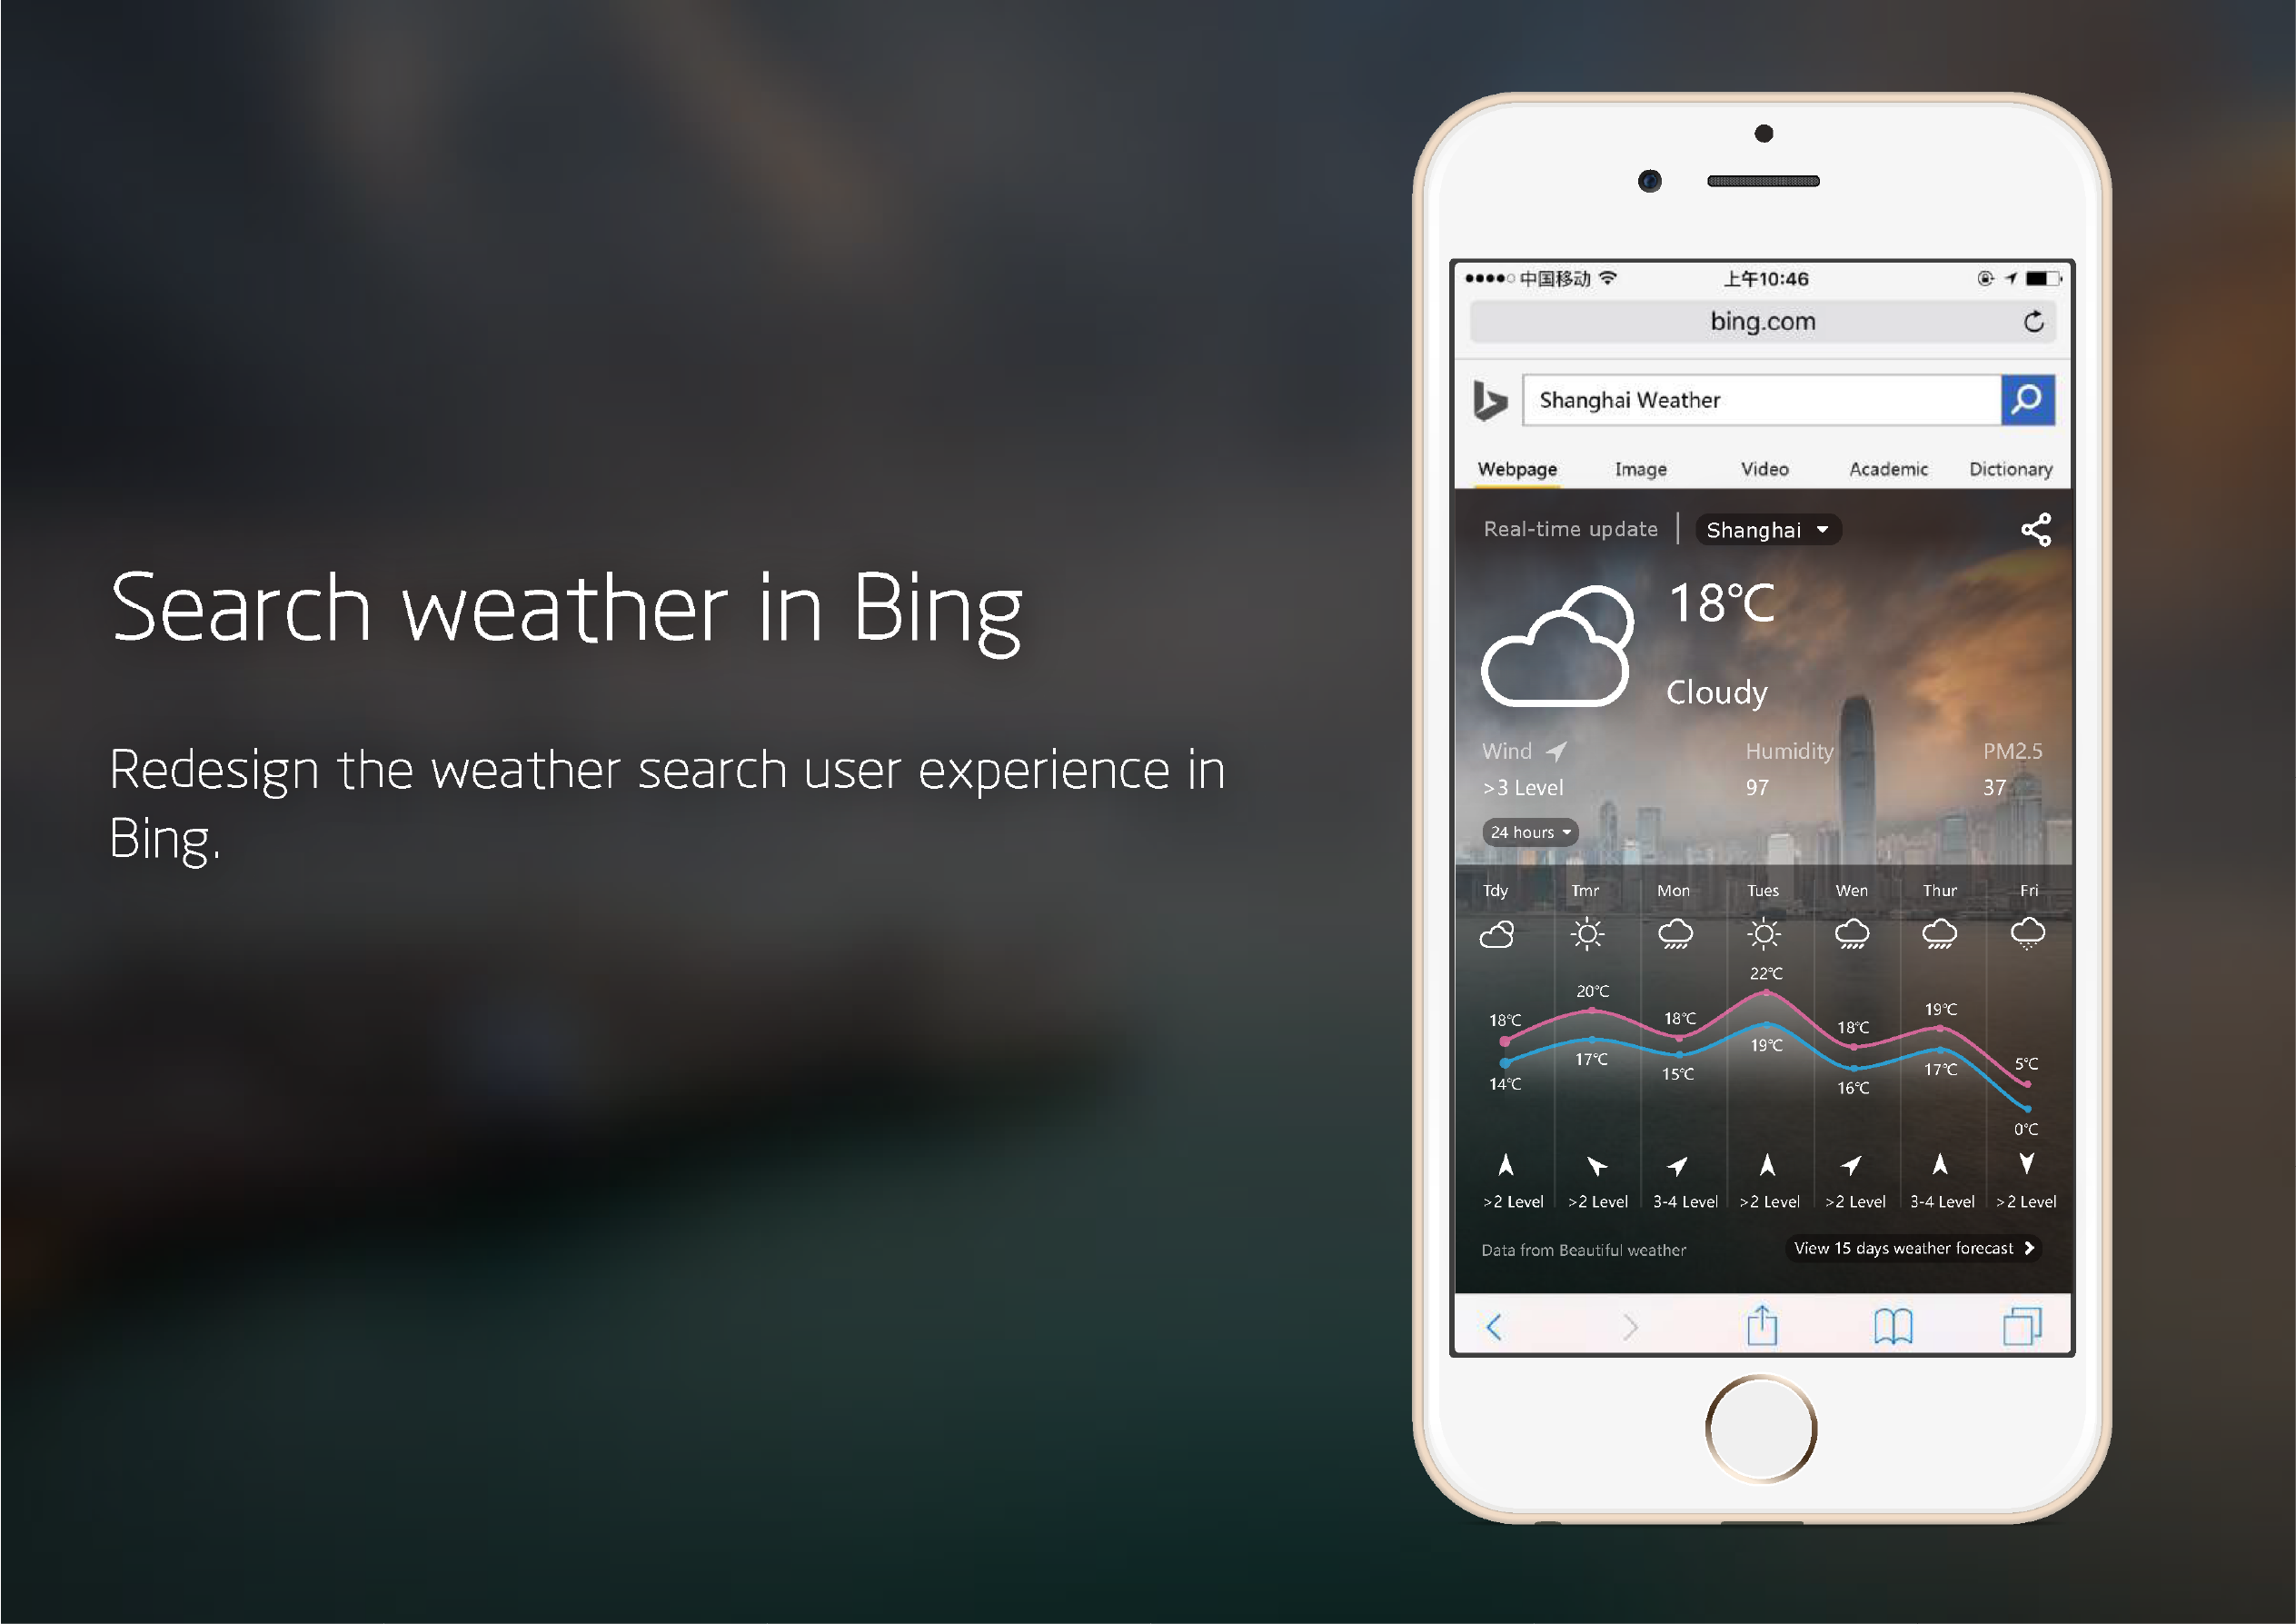 Search weather in Bing
Redesign the weather search user experience in
Bing.
中国移动 上午10:46
bing.com
Shanghai Weather
Webpage Image Video Academic Dictionary
Real-time update Shanghai
18℃
Cloudy
Wind Humidity PM2.5
>3 Level 97 37
24 hours
Tdy Tmr Mon Tues Wen Thur Fri
22℃
20℃
19℃
18℃ 18℃ 18℃
19℃
17℃ 5℃
15℃ 17℃
14℃ 16℃
0℃
>2 Level >2 Level 3-4 Level >2 Level >2 Level 3-4 Level >2 Level
Data from Beautiful weather View 15 days weather forecast